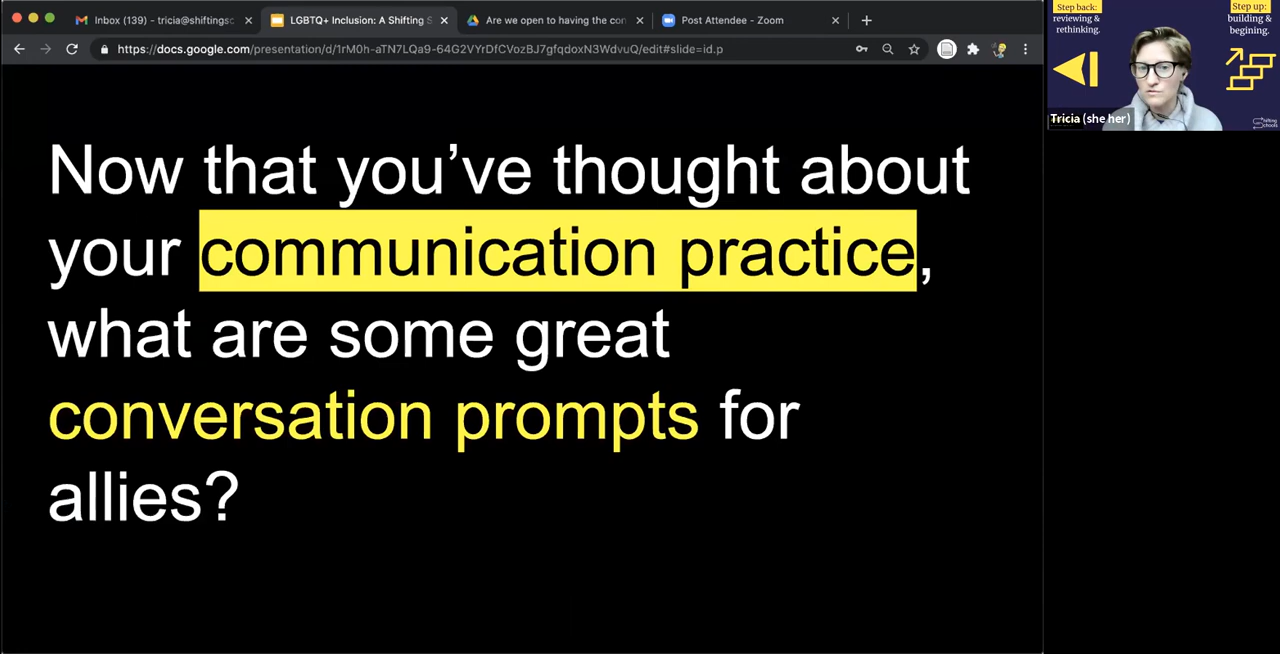 Inbox (139) - tricia@shiftingsc
LGBTQ+ Inclusion: A Shifting S
Are we open to having the con
Post Attendee - Zoom
https://docs.google.com/presentation/d/1rM0h-aTN7LQa9-64G2VYrDfCVozBJ7gfqdoxN3WdvuQ/edit#slide=id.p
Now that you’ve thought about
your communication practice,
what are some great
conversation prompts for
allies?
Step back:
reviewing &
rethinking.
Step up:
building &
begining.
Tricia (she her)
Shifting
Schools